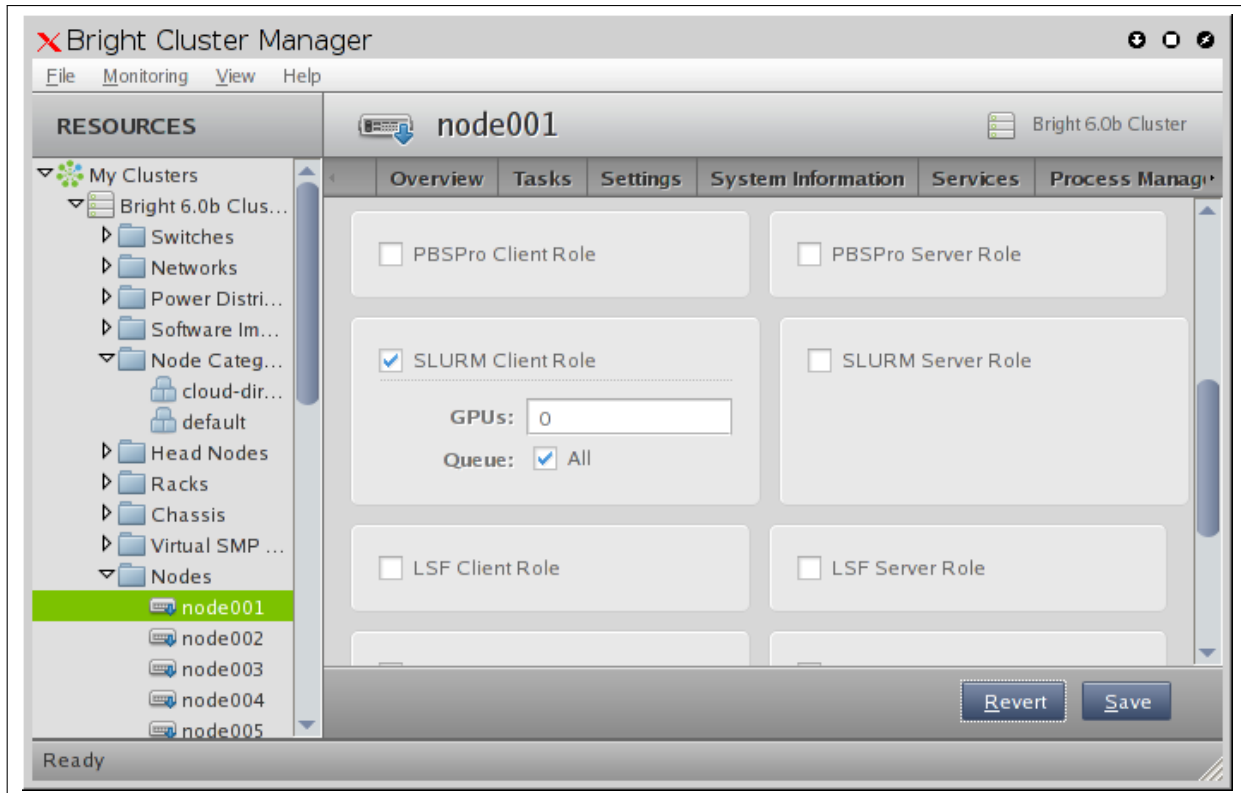 Bright Cluster Manager
File Monitoring View Help
RESOURCES
My Clusters
Bright 6.0b Clus...
Switches
Networks
Power Distri...
Software Im...
Node Categ...
cloud-dir...
default
Head Nodes
Racks
Chassis
Virtual SMP ...
Nodes
node001
node002
node003
node004
node005
node001
Bright 6.0b Cluster
Overview Tasks Settings System Information Services Process Manag
PBSPro Client Role
PBSPro Server Role
SLURM Client Role
GPUs: 0
Queue: All
SLURM Server Role
LSF Client Role
LSF Server Role
Revert Save
Ready